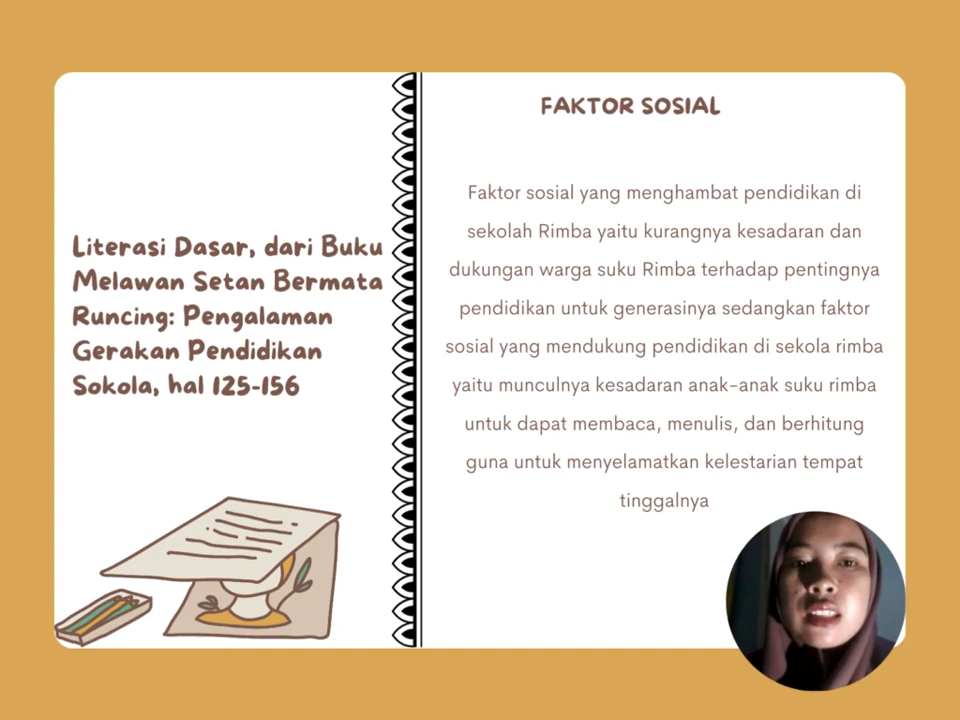 Literasi Dasar, dari Buku
Melawan Setan Bermata
Runcing: Pengalaman
Gerakan Pendidikan
Sokola, hal 125-156
FAKTOR SOSIAL
Faktor sosial yang menghambat pendidikan di
sekolah Rimba yaitu kurangnya kesadaran dan
dukungan warga suku Rimba terhadap pentingnya
pendidikan untuk generasinya sedangkan faktor
sosial yang mendukung pendidikan di sekola rimba
yaitu munculnya kesadaran anak-anak suku rimba
untuk dapat membaca, menulis, dan berhitung
guna untuk menyelamatkan kelestarian tempat
tinggalnya